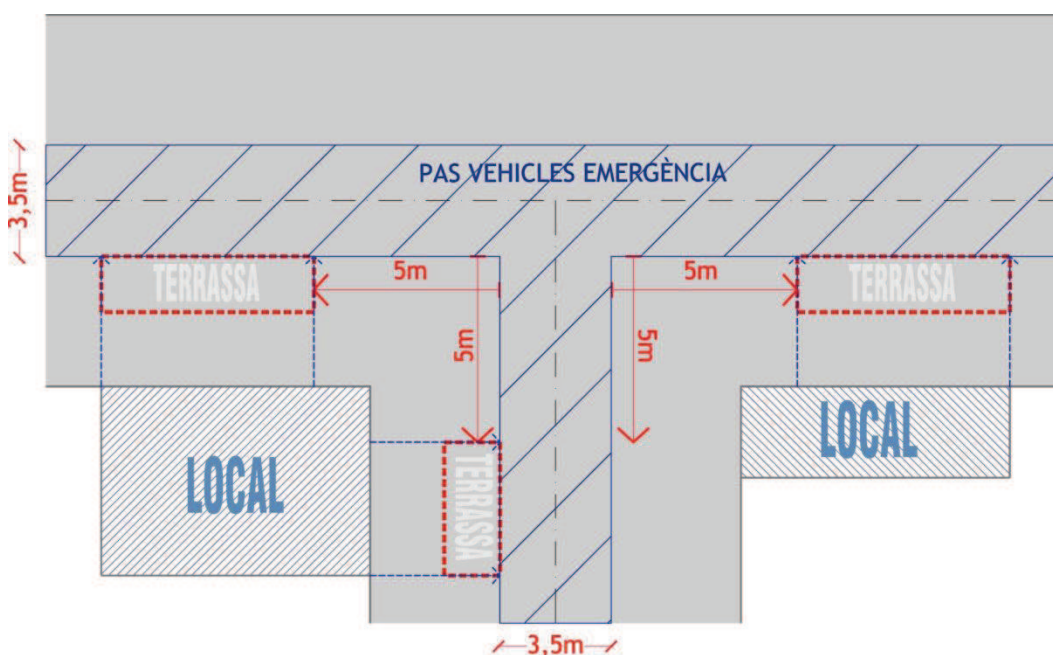 PAS VEHICLES EMERGÈNCIA
3,5m
TERRASSA
5m
5m
TERRASSA
5m
5m
LOCAL
TERRASSA
LOCAL
3,5m